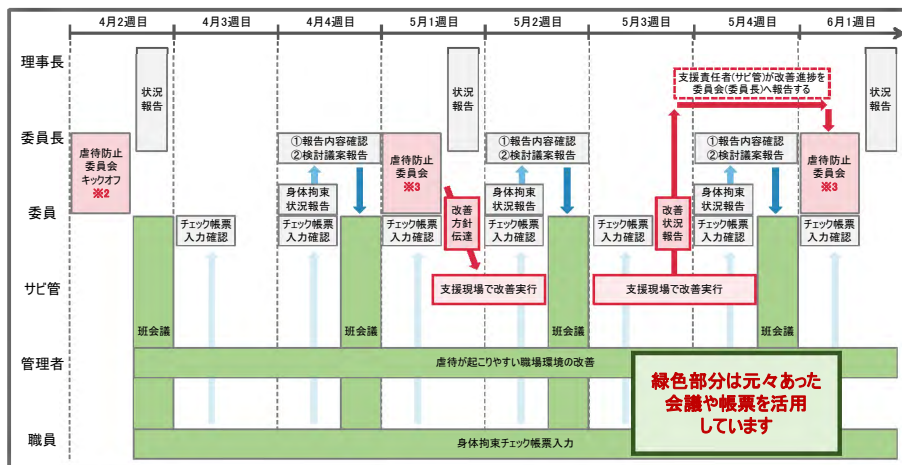 4月2週目
4月3週目
4月4週目
5月1週目
5月2週目
5月3週目
5月4週目
6月1週目
理事長
状況
報告
状況
報告
支援責任者(サビ管)が改善進捗を
委員会(委員長)へ報告する
状況
報告
委員長
虐待防止
委員会
キックオフ
※2
①報告内容確認
②検討議案報告
虐待防止
委員会
※3
①報告内容確認
②検討議案報告
①報告内容確認
②検討議案報告
虐待防止
委員会
※3
身体拘束
状況報告
身体拘束
状況報告
身体拘束
状況報告
委員
チェック帳票
入力確認
チェック帳票
入力確認
チェック帳票
入力確認
改善
方針
伝達
チェック帳票
入力確認
チェック帳票
入力確認
改善
状況
報告
チェック帳票
入力確認
チェック帳票
入力確認
サビ管
支援現場で改善実行
支援現場で改善実行
班会議
班会議
班会議
班会議
管理者
虐待が起こりやすい職場環境の改善
緑色部分は元々あった
会議や帳票を活用
しています
職員
身体拘束チェック帳票入力